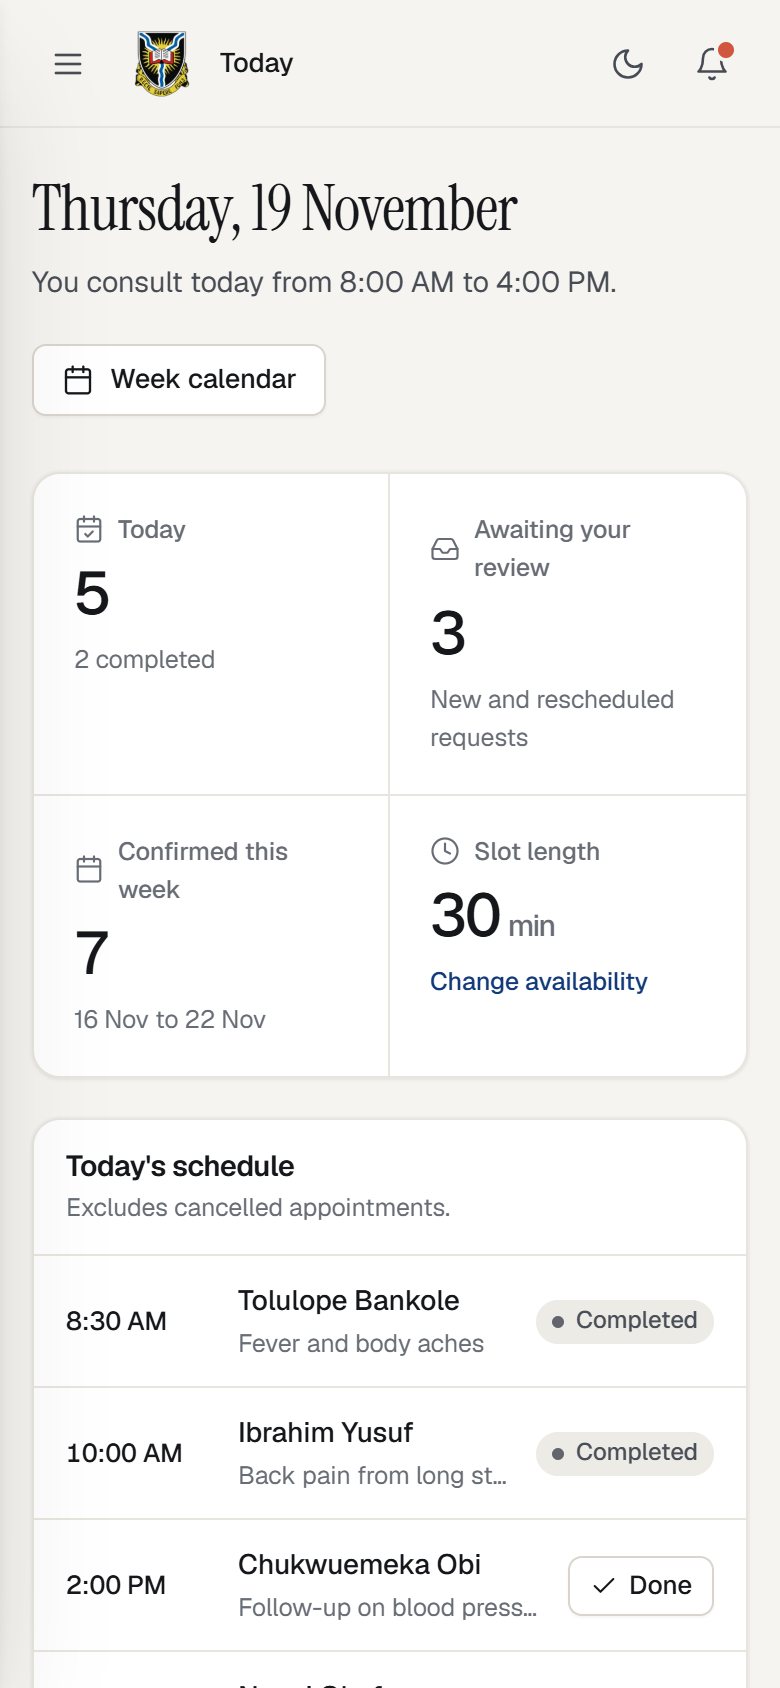 Today
Thursday, 19 November
You consult today from 8:00 AM to 4:00 PM.
Week calendar
Today
5
2 completed
Awaiting your
review
3
New and rescheduled
requests
Confirmed this
week
7
16 Nov to 22 Nov
Slot length
30 min
Change availability
Today's schedule
Excludes cancelled appointments.
8:30 AM
Tolulope Bankole
Fever and body aches
Completed
10:00 AM
Ibrahim Yusuf
Back pain from long st...
Completed
2:00 PM
Chukwuemeka Obi
Follow-up on blood press...
Done